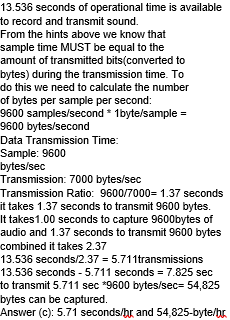 13.536 seconds of operational time is available
to record and transmit sound.
From the hints above we know that
sample time MUST be equal to the
amount of transmitted bits(converted to
bytes) during the transmission time. To
do this we need to calculate the number
of bytes per sample per second:
9600 samples/second * 1byte/sample =
9600 bytes/second
Data Transmission Time:
Sample: 9600
bytes/sec
Transmission: 7000 bytes/sec
Transmission Ratio:  9600/7000= 1.37 seconds
it takes 1.37 seconds to transmit 9600 bytes.
It takes1.00 seconds to capture 9600bytes of
audio and 1.37 seconds to transmit 9600 bytes
combined it takes 2.37
13.536 seconds/2.37 = 5.711transmissions
13.536 seconds - 5.711 seconds = 7.825 sec
to transmit 5.711 sec *9600 bytes/sec= 54,825
bytes can be captured.
Answer (c): 5.71 seconds/hr and 54,825-byte/hr